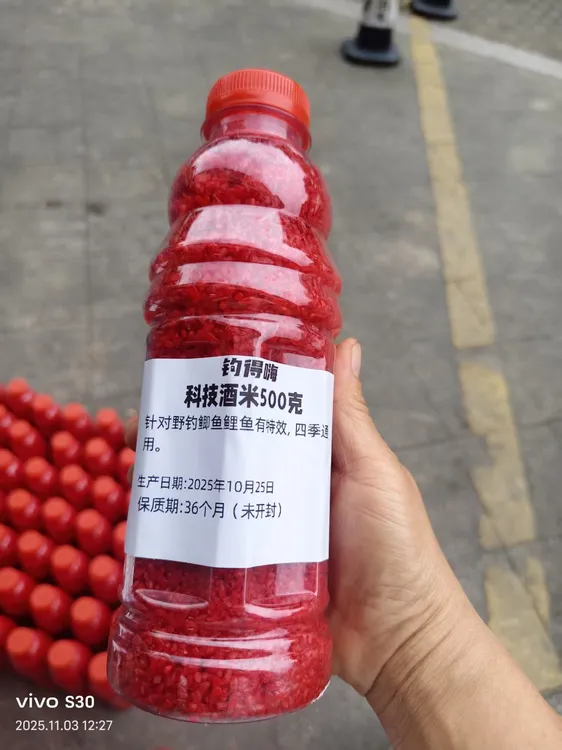 钓得嗨
科技酒米500克
针对野钓鲫鱼鲤鱼有特效,四季通
用。
生产日期:2025年10月25日
保质期:36个月(未开封)
vivo S30
2025.11.03 12:27